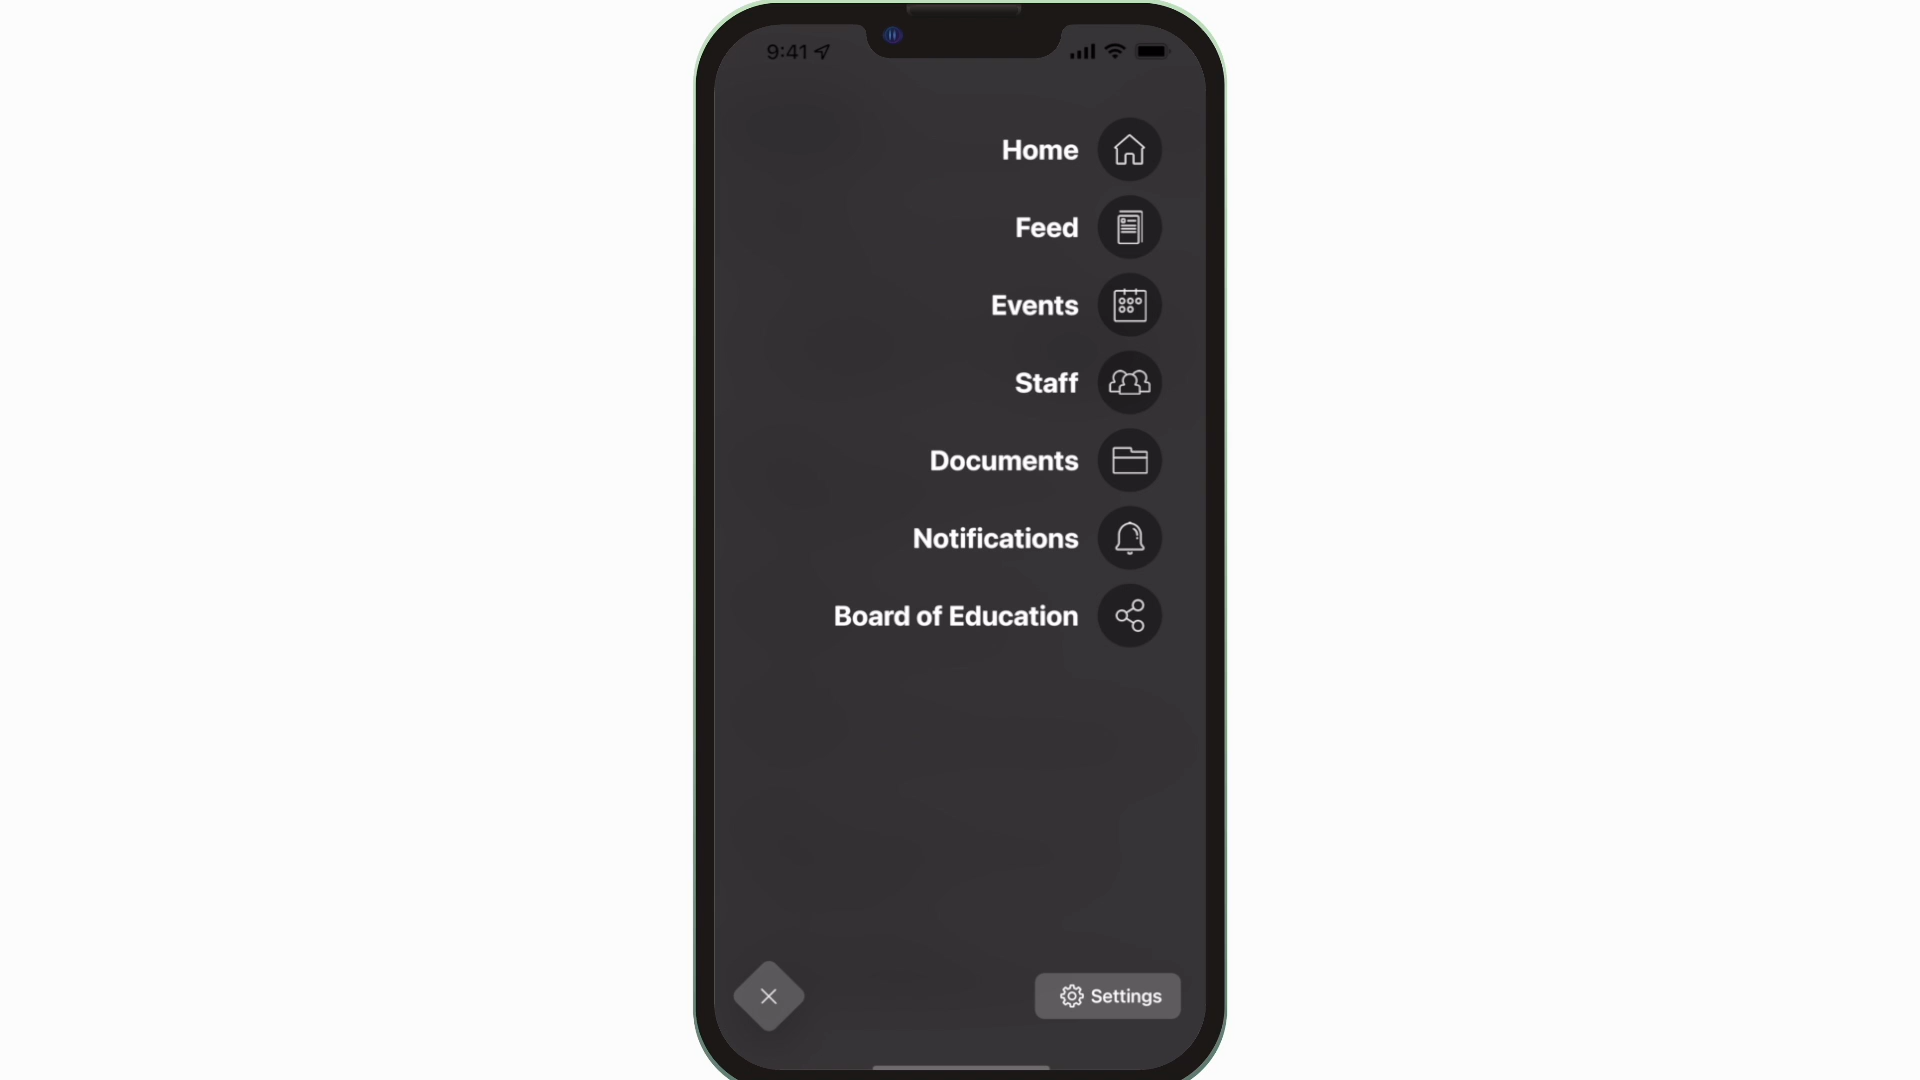 9:41
Home
Feed
Events
Staff
Documents
Notifications
Board of Education
Settings